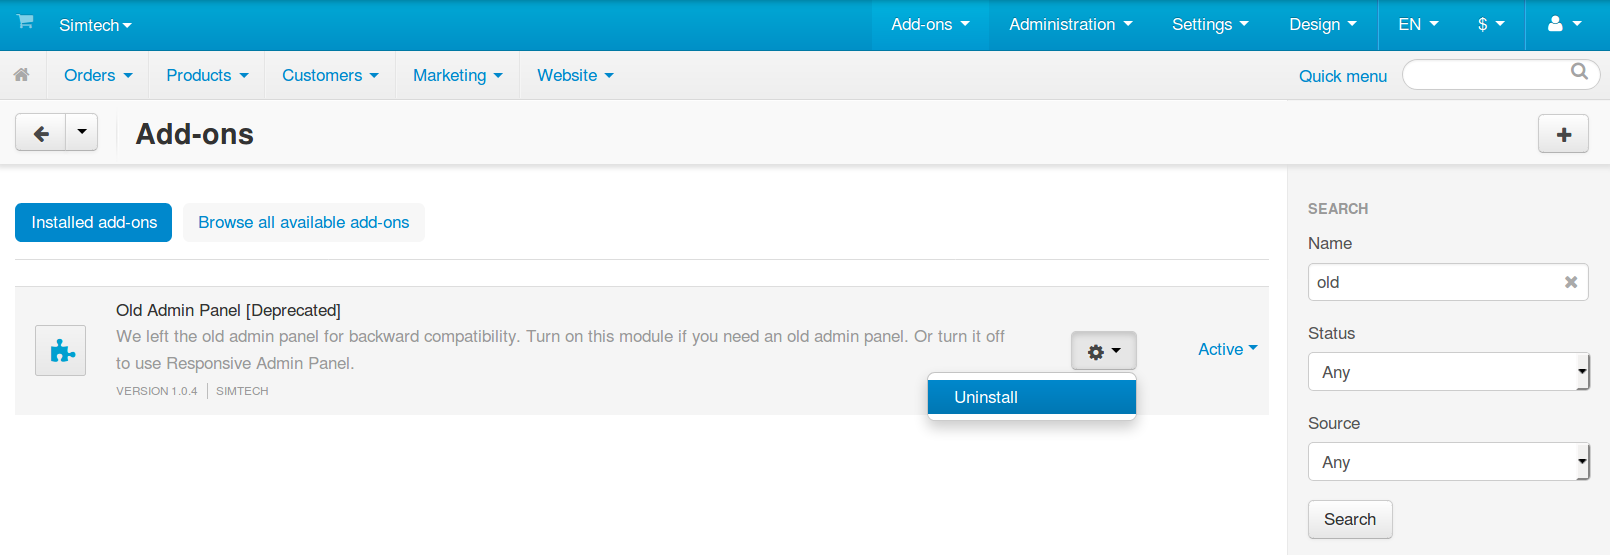 Simtech
Add-ons
Administration
Settings
Design
EN
$
Orders
Products
Customers
Marketing
Website
Quick menu
Add-ons
Installed add-ons
Browse all available add-ons
Old Admin Panel [Deprecated]
We left the old admin panel for backward compatibility. Turn on this module if you need an old admin panel. Or turn it off
to use Responsive Admin Panel.
VERSION 1.0.4
SIMTECH
Active
Uninstall
SEARCH
Name
old
Status
Any
Source
Any
Search